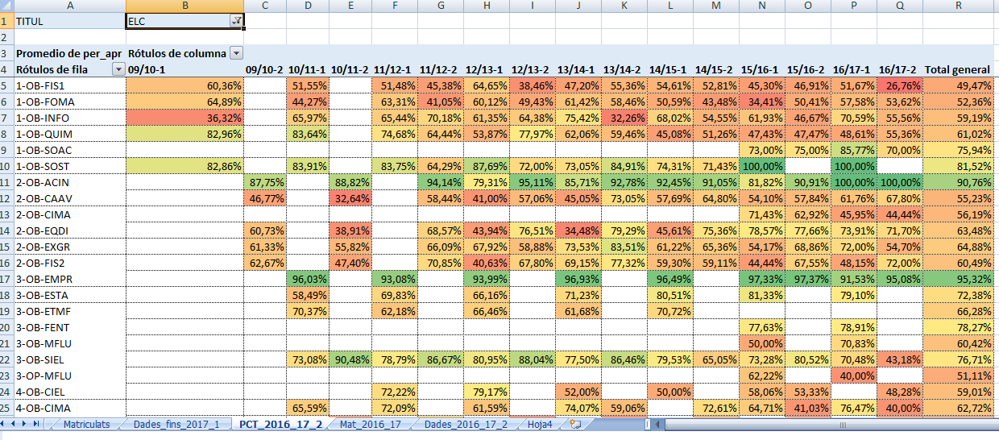 A B C D E F G H I J K L M N O P Q R
1 TITUL ELC
2
3 Promedio de per_apr Rótulos de columna
4 Rótulos de fila 09/10-1 09/10-2 10/11-1 10/11-2 11/12-1 11/12-2 12/13-1 12/13-2 13/14-1 13/14-2 14/15-1 14/15-2 15/16-1 15/16-2 16/17-1 16/17-2 Total general
5 1-OB-FIS1 60,36% 51,55% 51,48% 45,38% 64,65% 38,46% 47,20% 55,36% 54,61% 52,81% 45,30% 46,91% 51,67% 26,76% 49,47%
6 1-OB-FOMA 64,89% 44,27% 63,31% 41,05% 60,12% 49,43% 61,42% 58,46% 50,59% 43,48% 34,41% 50,41% 57,58% 53,62% 52,36%
7 1-OB-INFO 36,32% 65,97% 65,44% 70,18% 61,35% 64,38% 75,42% 32,26% 68,02% 54,55% 61,93% 46,67% 70,59% 55,56% 59,19%
8 1-OB-QUIM 82,96% 83,64% 74,68% 64,44% 53,87% 77,97% 62,06% 59,46% 45,08% 51,26% 47,43% 47,47% 48,61% 55,36% 61,02%
9 1-OB-SOAC 73,00% 75,00% 85,77% 70,00% 75,94%
10 1-OB-SOST 82,86% 83,91% 83,75% 64,29% 87,69% 72,00% 73,05% 84,91% 74,31% 71,43% 100,00% 100,00% 81,52%
11 2-OB-ACIN 87,75% 88,82% 94,14% 79,31% 95,11% 85,71% 92,78% 92,45% 91,05% 81,82% 90,91% 100,00% 100,00% 90,76%
12 2-OB-CAAV 46,77% 32,64% 58,44% 41,00% 57,06% 45,05% 73,05% 57,69% 64,80% 54,10% 57,84% 61,76% 67,80% 55,23%
13 2-OB-CIMA 71,43% 62,92% 45,95% 44,44% 56,19%
14 2-OB-EQDI 60,73% 38,91% 68,57% 43,94% 76,51% 34,48% 79,29% 45,61% 75,36% 78,57% 77,66% 73,91% 71,70% 63,48%
15 2-OB-EXGR 61,33% 55,82% 66,09% 67,92% 58,88% 73,53% 83,51% 61,22% 65,36% 54,17% 68,86% 72,00% 54,70% 64,88%
16 2-OB-FIS2 62,67% 47,40% 70,85% 40,63% 67,80% 69,15% 77,32% 59,30% 59,11% 44,44% 67,55% 48,15% 72,00% 60,49%
17 3-OB-EMPR 96,03% 93,08% 93,99% 96,93% 96,49% 97,33% 97,37% 91,53% 95,08% 95,32%
18 3-OB-ESTA 58,49% 69,83% 66,16% 71,23% 80,51% 81,33% 79,10% 72,38%
19 3-OB-ETMF 70,37% 62,18% 66,46% 61,68% 70,72% 66,28%
20 3-OB-FENT 77,63% 78,91% 78,27%
21 3-OB-MFLU 50,00% 70,83% 60,42%
22 3-OB-SIEL 73,08% 90,48% 78,79% 86,67% 80,95% 88,04% 77,50% 86,46% 79,53% 65,05% 73,28% 80,52% 70,48% 43,18% 76,71%
23 3-OP-MFLU 62,22% 40,00% 51,11%
24 4-OB-CIEL 72,22% 79,17% 52,00% 50,00% 58,06% 53,33% 48,28% 59,01%
25 4-OB-CIMA 65,59% 72,09% 61,59% 74,07% 59,06% 72,61% 64,71% 41,03% 76,47% 40,00% 62,72%
Matriculats Dades_fins_2017_1 PCT_2016_17_2 Mat_2016_17 Dades_2016_17_2 Hoja4